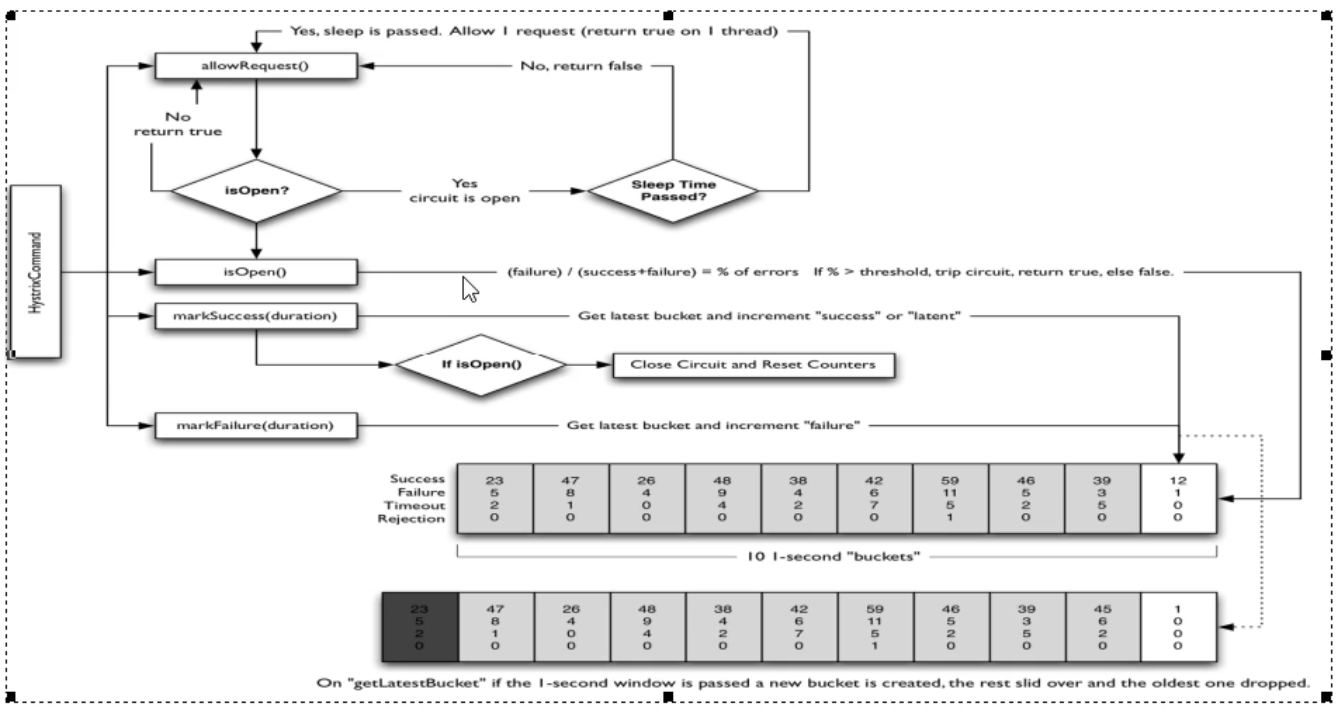 Yes, sleep is passed. Allow 1 request (return true on 1 thread)
allowRequest()
No, return false
No
return true
isOpen?
Yes
circuit is open
Sleep Time
Passed?
HystrixCommand
isOpen()
(failure) / (success+failure) = % of errors If % > threshold, trip circuit, return true, else false.
markSuccess(duration)
Get latest bucket and increment "success" or "latent"
If isOpen()
Close Circuit and Reset Counters
markFailure(duration)
Get latest bucket and increment "failure"
Success 23 47 26 48 38 42 59 46 39 12
Failure 5 8 4 9 4 6 11 5 3 1
Timeout 2 1 0 4 2 7 5 2 5 0
Rejection 0 0 0 0 0 0 1 0 0 0
10 1-second "buckets"
23 47 26 48 38 42 59 46 39 45 1
5 8 4 9 4 6 11 5 3 6 0
2 1 0 4 2 7 5 2 5 2 0
0 0 0 0 0 0 1 0 0 0 0
On "getLatestBucket" if the 1-second window is passed a new bucket is created, the rest slid over and the oldest one dropped.